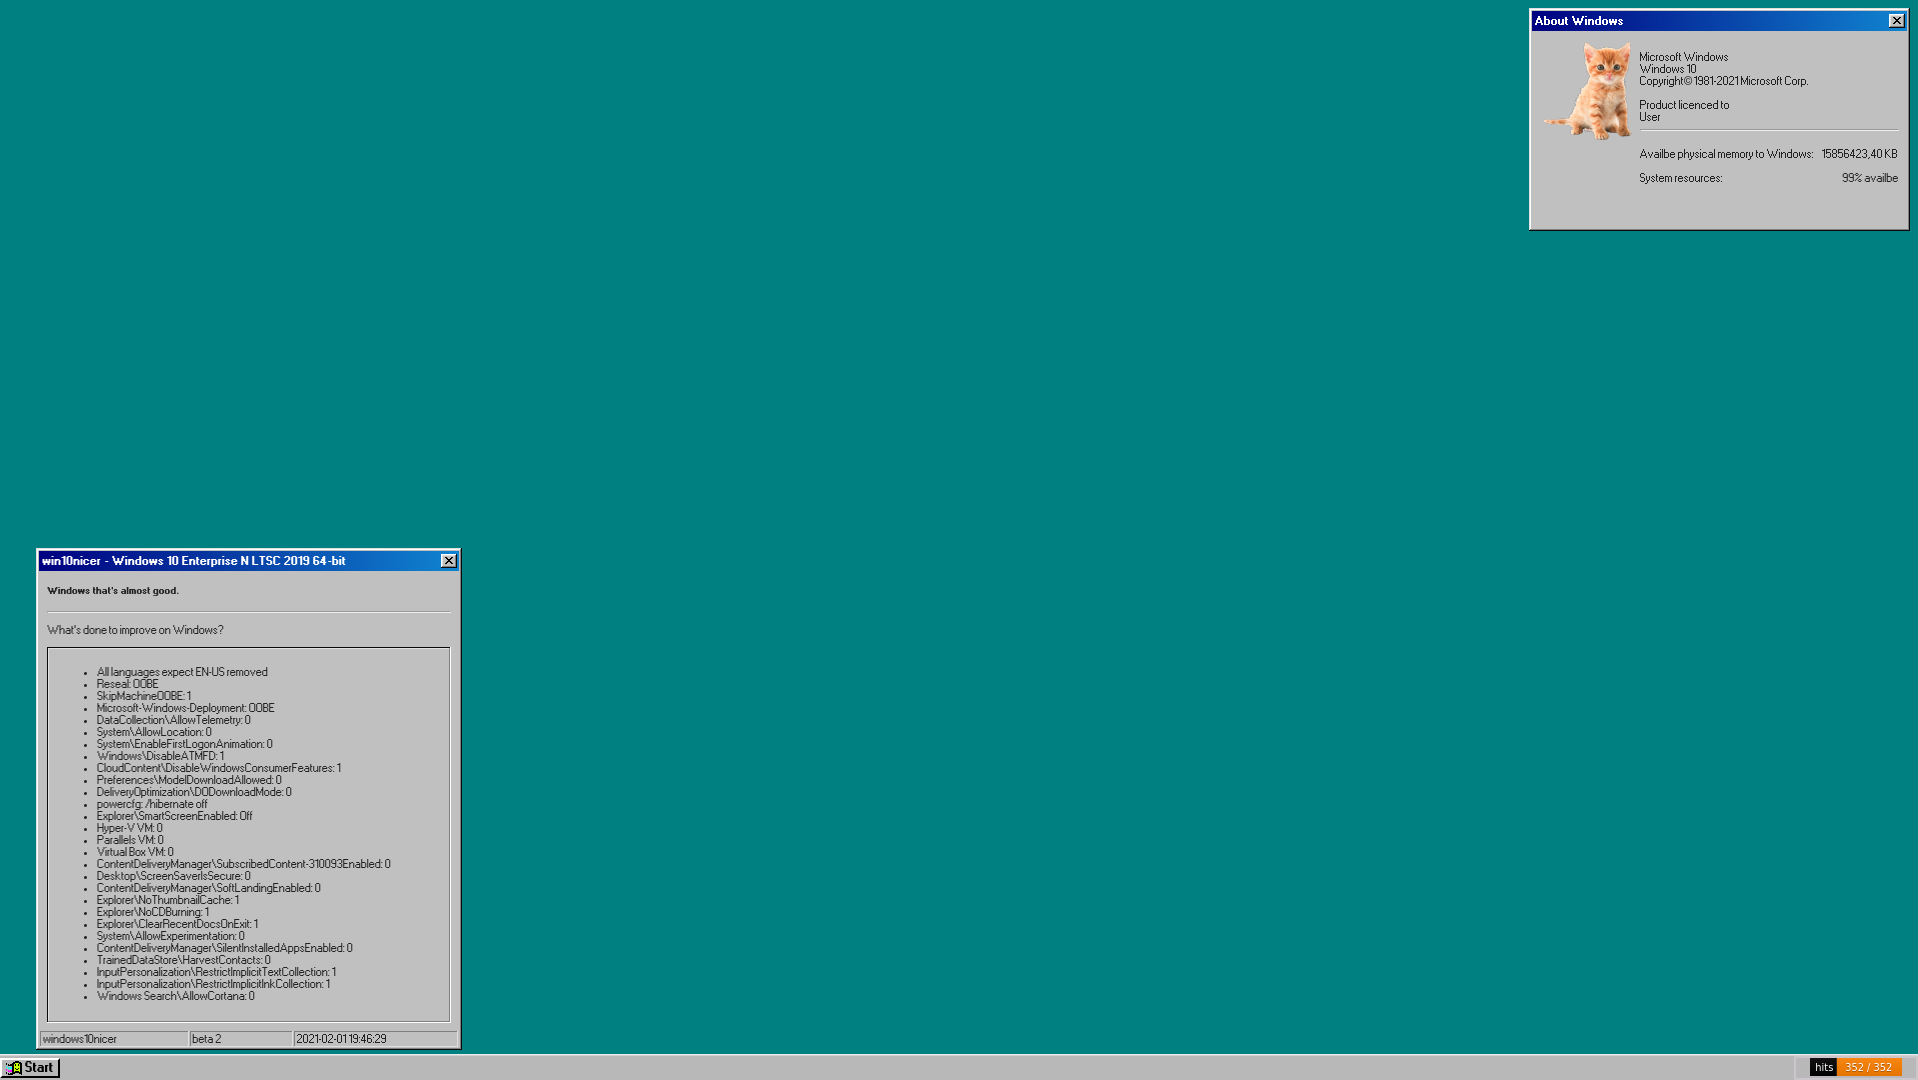 About Windows
Microsoft Windows
Windows 10
Copyright© 1981-2021 Microsoft Corp.
Product licenced to
User
Availbe physical memory to Windows: 15856423,40 KB
System resources: 99% availbe
win10nicer - Windows 10 Enterprise N LTSC 2019 64-bit
Windows that's almost good.
What's done to improve on Windows?
All languages expect EN-US removed
Reseal: OOBE
SkipMachineOOBE: 1
Microsoft-Windows-Deployment: OOBE
DataCollection\AllowTelemetry: 0
System\AllowLocation: 0
System\EnableFirstLogonAnimation: 0
Windows\DisableATMFD: 1
CloudContent\DisableWindowsConsumerFeatures: 1
Preferences\ModelDownloadAllowed: 0
DeliveryOptimization\DODownloadMode: 0
powercfg: /hibernate off
Explorer\SmartScreenEnabled: Off
Hyper-V VM: 0
Parallels VM: 0
Virtual Box VM: 0
ContentDeliveryManager\SubscribedContent-310093Enabled: 0
Desktop\ScreenSaverIsSecure: 0
ContentDeliveryManager\SoftLandingEnabled: 0
Explorer\NoThumbnailCache: 1
Explorer\NoCDBurning: 1
Explorer\ClearRecentDocsOnExit: 1
System\AllowExperimentation: 0
ContentDeliveryManager\SilentInstalledAppsEnabled: 0
TrainedDataStore\HarvestContacts: 0
InputPersonalization\RestrictImplicitTextCollection: 1
InputPersonalization\RestrictImplicitInkCollection: 1
Windows Search\AllowCortana: 0
windows10nicer beta 2 2021-02-01 19:46:29
Start hits 352 / 352